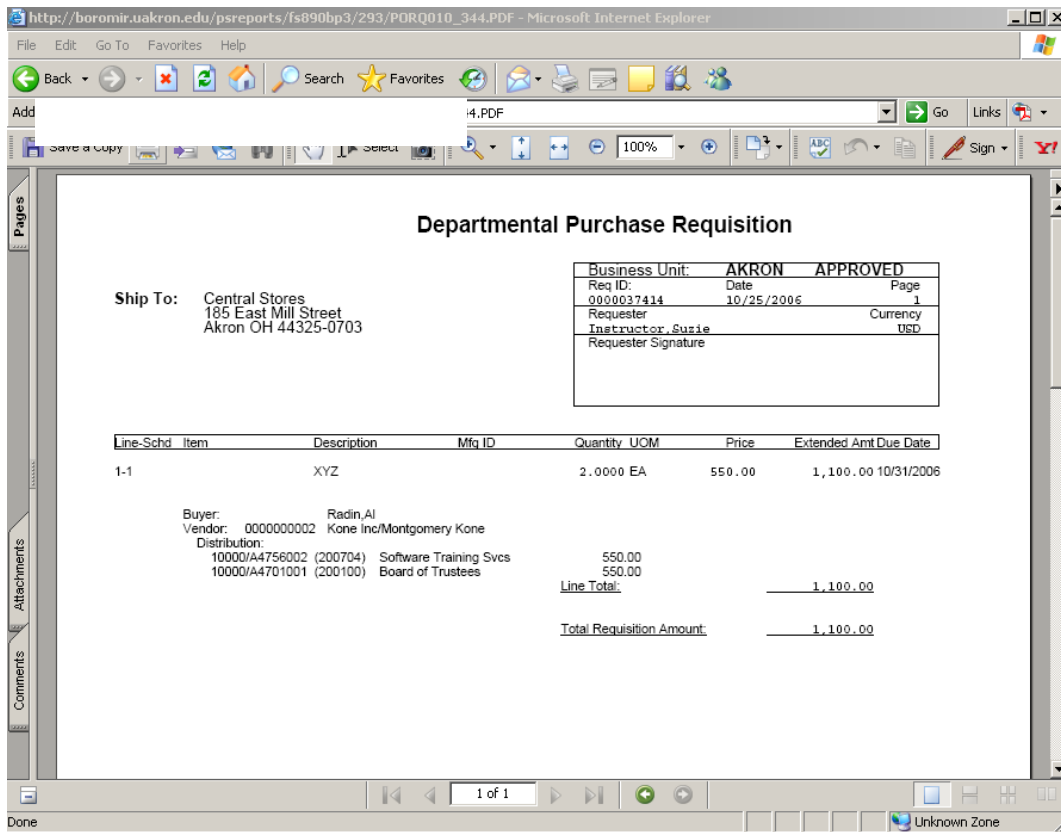 http://boromir.uakron.edu/psreports/fs890bp3/293/PORQ010_344.PDF - Microsoft Internet Explorer
File Edit Go To Favorites Help
Back Search Favorites
Add 4.PDF Go Links
Save a Copy Select 100% ABC Sign Y!
Pages
Attachments
Comments
Departmental Purchase Requisition
Ship To: Central Stores
185 East Mill Street
Akron OH 44325-0703
Business Unit: AKRON APPROVED
Req ID: Date Page
0000037414 10/25/2006 1
Requester Currency
Instructor,Suzie USD
Requester Signature
Line-Schd Item Description Mfg ID Quantity UOM Price Extended Amt Due Date
1-1 XYZ 2.0000 EA 550.00 1,100.00 10/31/2006
Buyer: Radin,Al
Vendor: 0000000002 Kone Inc/Montgomery Kone
Distribution:
10000/A4756002 (200704) Software Training Svcs 550.00
10000/A4701001 (200100) Board of Trustees 550.00
Line Total: 1,100.00
Total Requisition Amount: 1,100.00
1 of 1
Done Unknown Zone